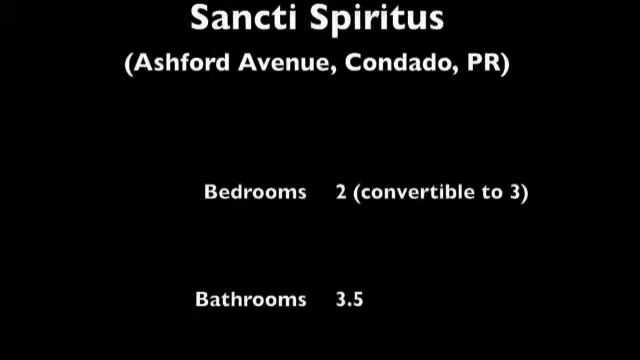 Sancti Spiritus
(Ashford Avenue, Condado, PR)
Bedrooms 2 (convertible to 3)
Bathrooms 3.5